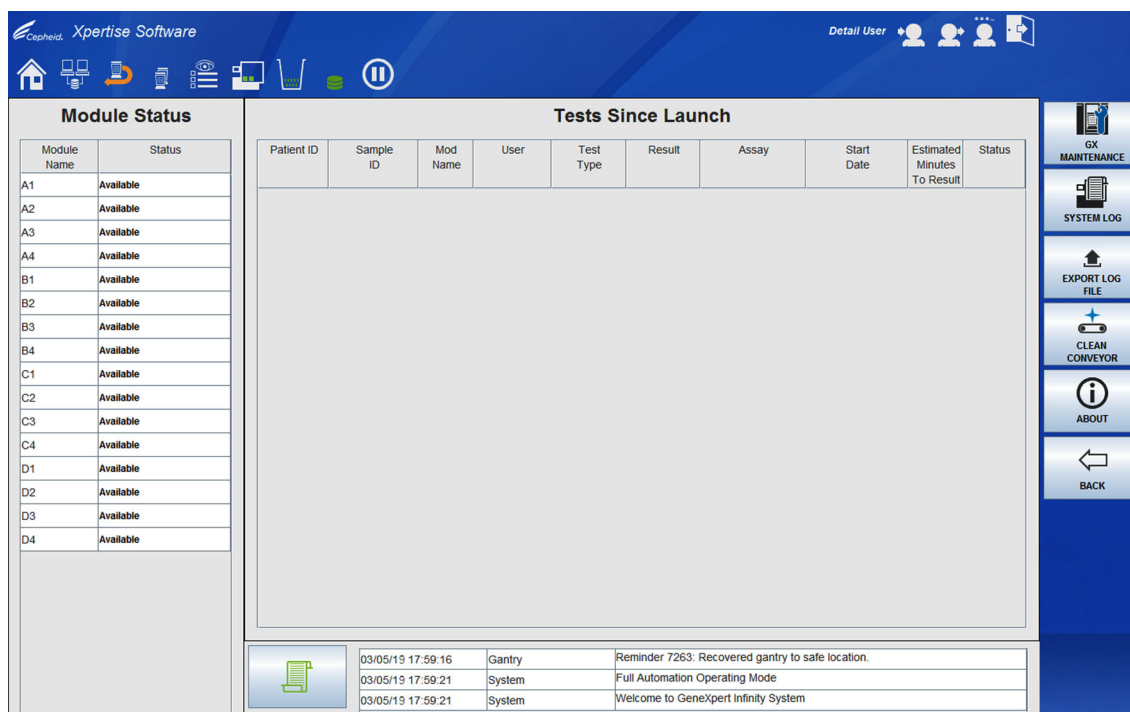 Cepheid. Xpertise Software
Detail User
Module Status
Module Name
Status
A1 Available
A2 Available
A3 Available
A4 Available
B1 Available
B2 Available
B3 Available
B4 Available
C1 Available
C2 Available
C3 Available
C4 Available
D1 Available
D2 Available
D3 Available
D4 Available
Tests Since Launch
Patient ID
Sample ID
Mod Name
User
Test Type
Result
Assay
Start Date
Estimated Minutes To Result
Status
03/05/19 17:59:16 Gantry Reminder 7263: Recovered gantry to safe location.
03/05/19 17:59:21 System Full Automation Operating Mode
03/05/19 17:59:21 System Welcome to GeneXpert Infinity System
GX
MAINTENANCE
SYSTEM LOG
EXPORT LOG
FILE
CLEAN
CONVEYOR
ABOUT
BACK